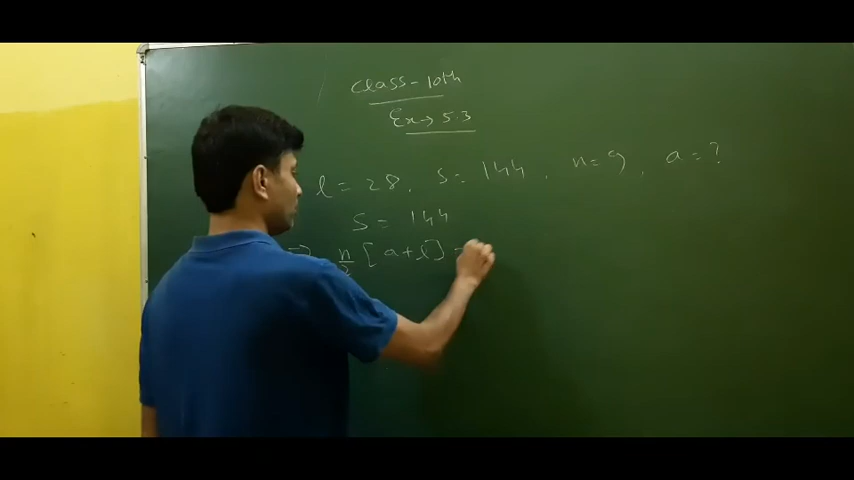 Class-10th
Ex→5.3
l = 28, S = 144, n = 9, a = ?
S = 144
⇒ n/2 [a+l] =